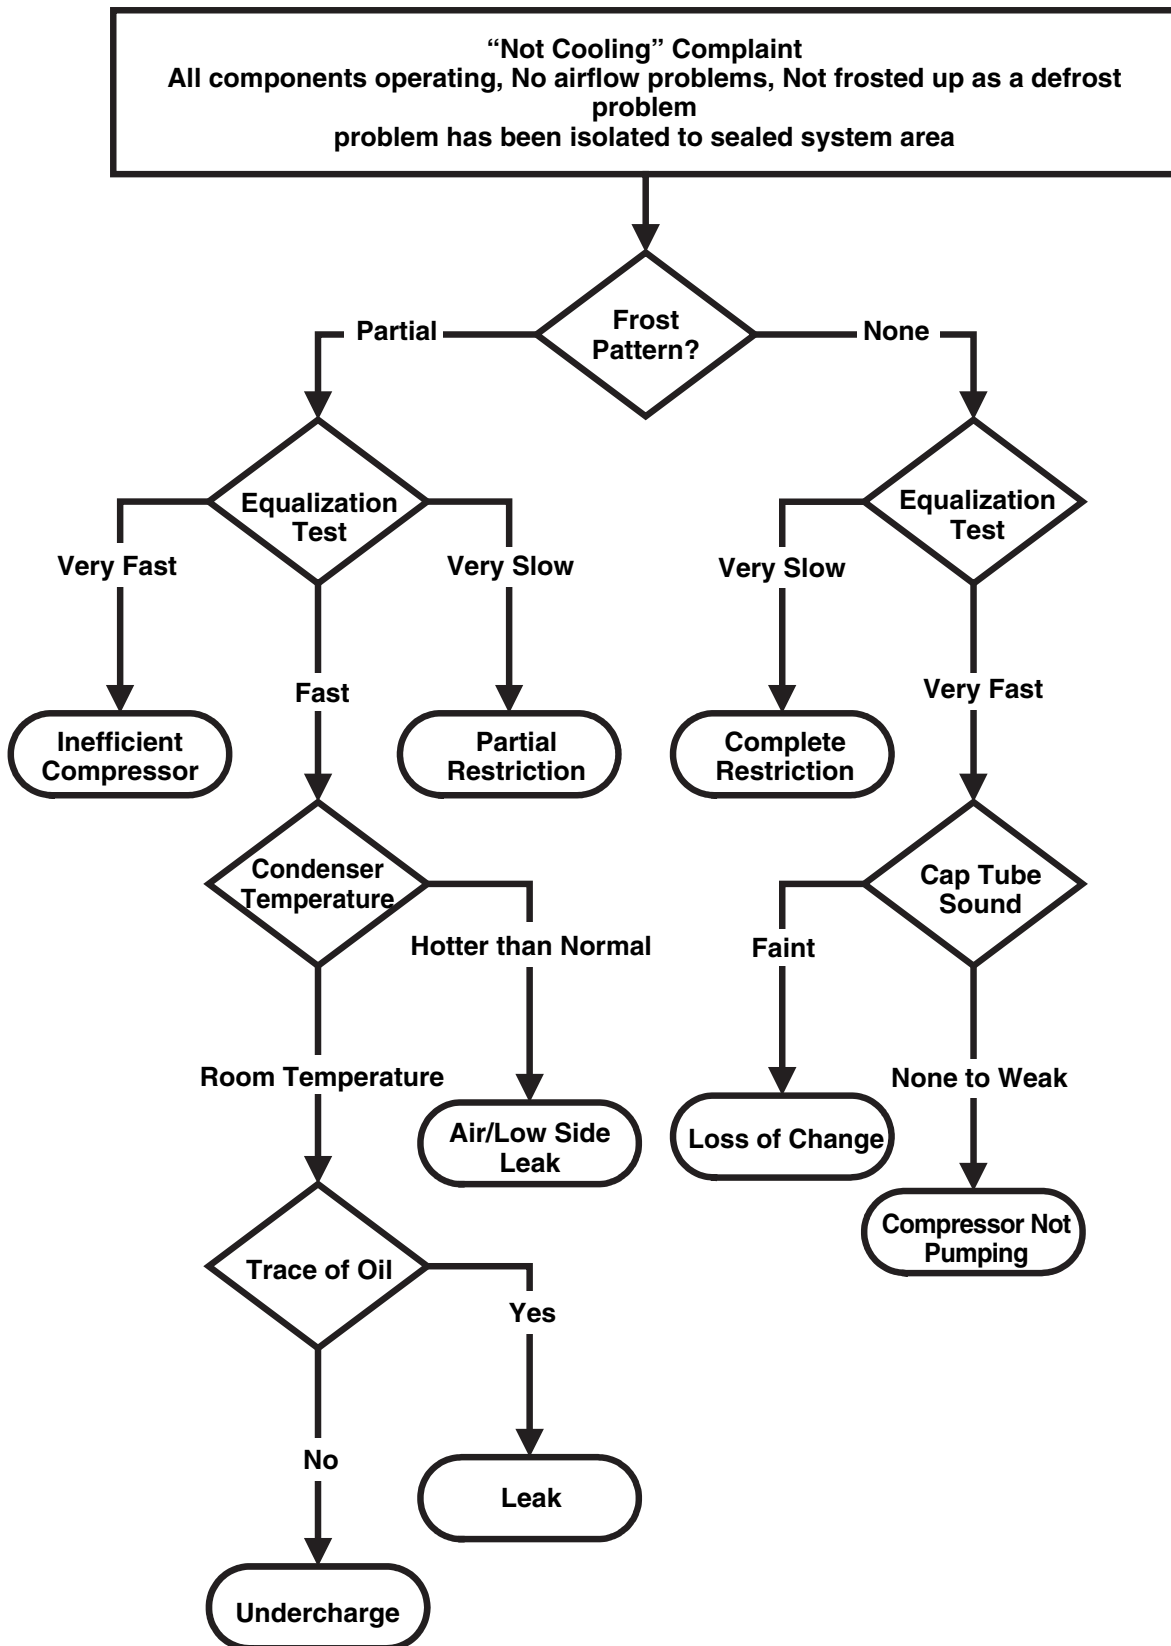 “Not Cooling” Complaint
All components operating, No airflow problems, Not frosted up as a defrost
problem
problem has been isolated to sealed system area
Frost
Pattern?
Partial
None
Equalization
Test
Equalization
Test
Very Fast
Very Slow
Very Slow
Fast
Very Fast
Inefficient
Compressor
Partial
Restriction
Complete
Restriction
Condenser
Temperature
Cap Tube
Sound
Hotter than Normal
Faint
Room Temperature
None to Weak
Air/Low Side
Leak
Loss of Change
Compressor Not
Pumping
Trace of Oil
Yes
No
Leak
Undercharge